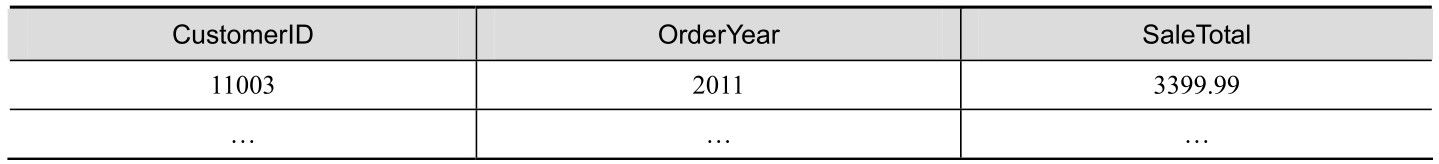 CustomerID OrderYear SaleTotal
11003 2011 3399.99
… … …